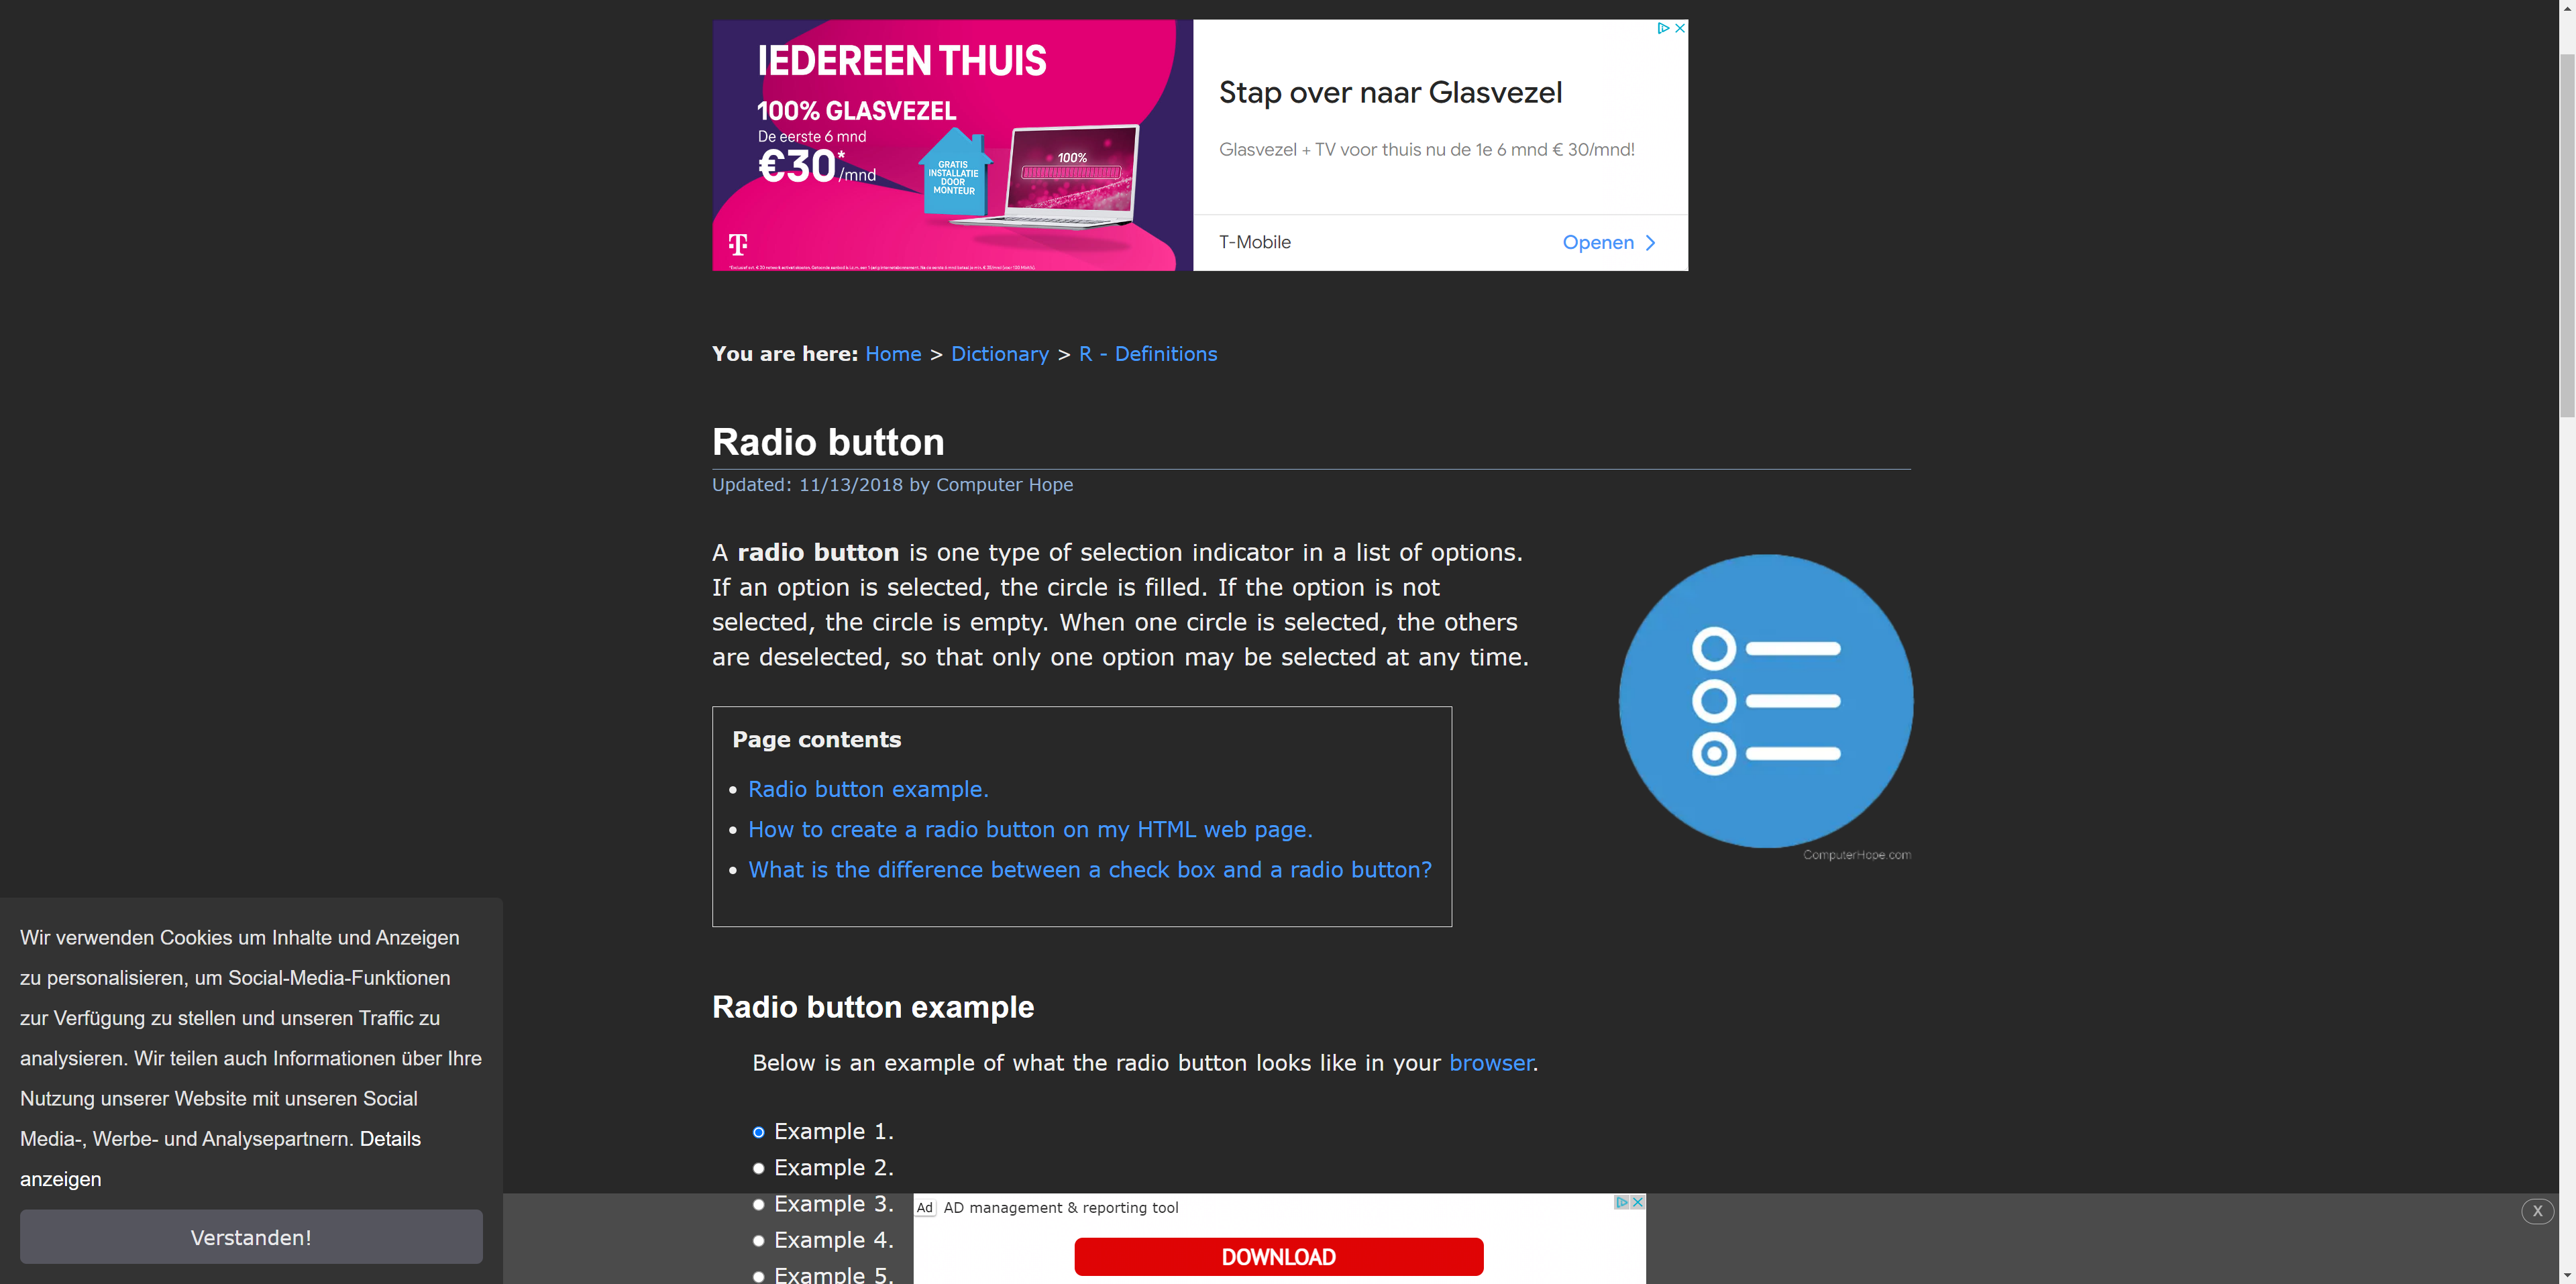 IEDEREEN THUIS
100% GLASVEZEL
De eerste 6 mnd
€30*/mnd
GRATIS
INSTALLATIE
DOOR
MONTEUR
100%
Stap over naar Glasvezel
Glasvezel + TV voor thuis nu de 1e 6 mnd € 30/mnd!
T-Mobile
Openen
You are here: Home > Dictionary > R - Definitions
Radio button
Updated: 11/13/2018 by Computer Hope
A radio button is one type of selection indicator in a list of options.
If an option is selected, the circle is filled. If the option is not
selected, the circle is empty. When one circle is selected, the others
are deselected, so that only one option may be selected at any time.
ComputerHope.com
Page contents
• Radio button example.
• How to create a radio button on my HTML web page.
• What is the difference between a check box and a radio button?
Radio button example
Below is an example of what the radio button looks like in your browser.
Example 1.
Example 2.
Example 3.
Example 4.
Example 5.
Wir verwenden Cookies um Inhalte und Anzeigen
zu personalisieren, um Social-Media-Funktionen
zur Verfügung zu stellen und unseren Traffic zu
analysieren. Wir teilen auch Informationen über Ihre
Nutzung unserer Website mit unseren Social
Media-, Werbe- und Analysepartnern. Details
anzeigen
Verstanden!
Ad AD management & reporting tool
DOWNLOAD
X